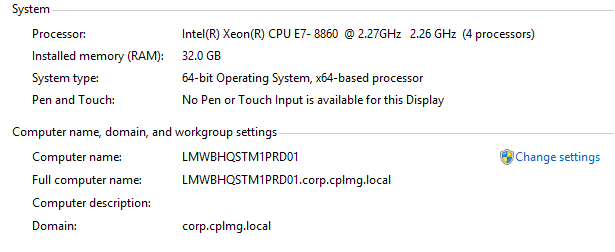 System
Processor: Intel(R) Xeon(R) CPU E7- 8860 @ 2.27GHz 2.26 GHz (4 processors)
Installed memory (RAM): 32.0 GB
System type: 64-bit Operating System, x64-based processor
Pen and Touch: No Pen or Touch Input is available for this Display
Computer name, domain, and workgroup settings
Computer name: LMWBHQSTM1PRD01 Change settings
Full computer name: LMWBHQSTM1PRD01.corp.cplmg.local
Computer description:
Domain: corp.cplmg.local